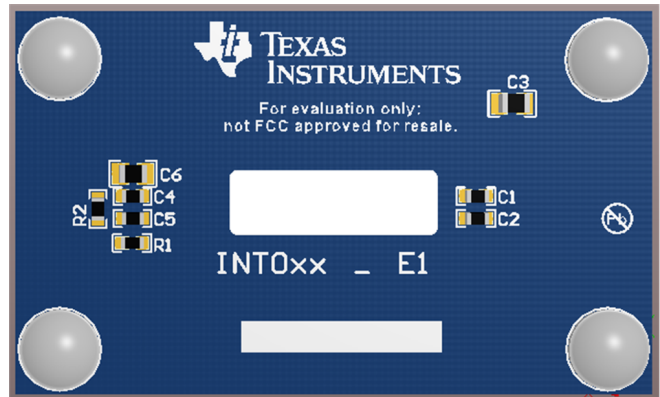 TEXAS
INSTRUMENTS
For evaluation only;
not FCC approved for resale.
C3
C6
C4
C5
R2
R1
C1
C2
Pb
INT0xx _ E1